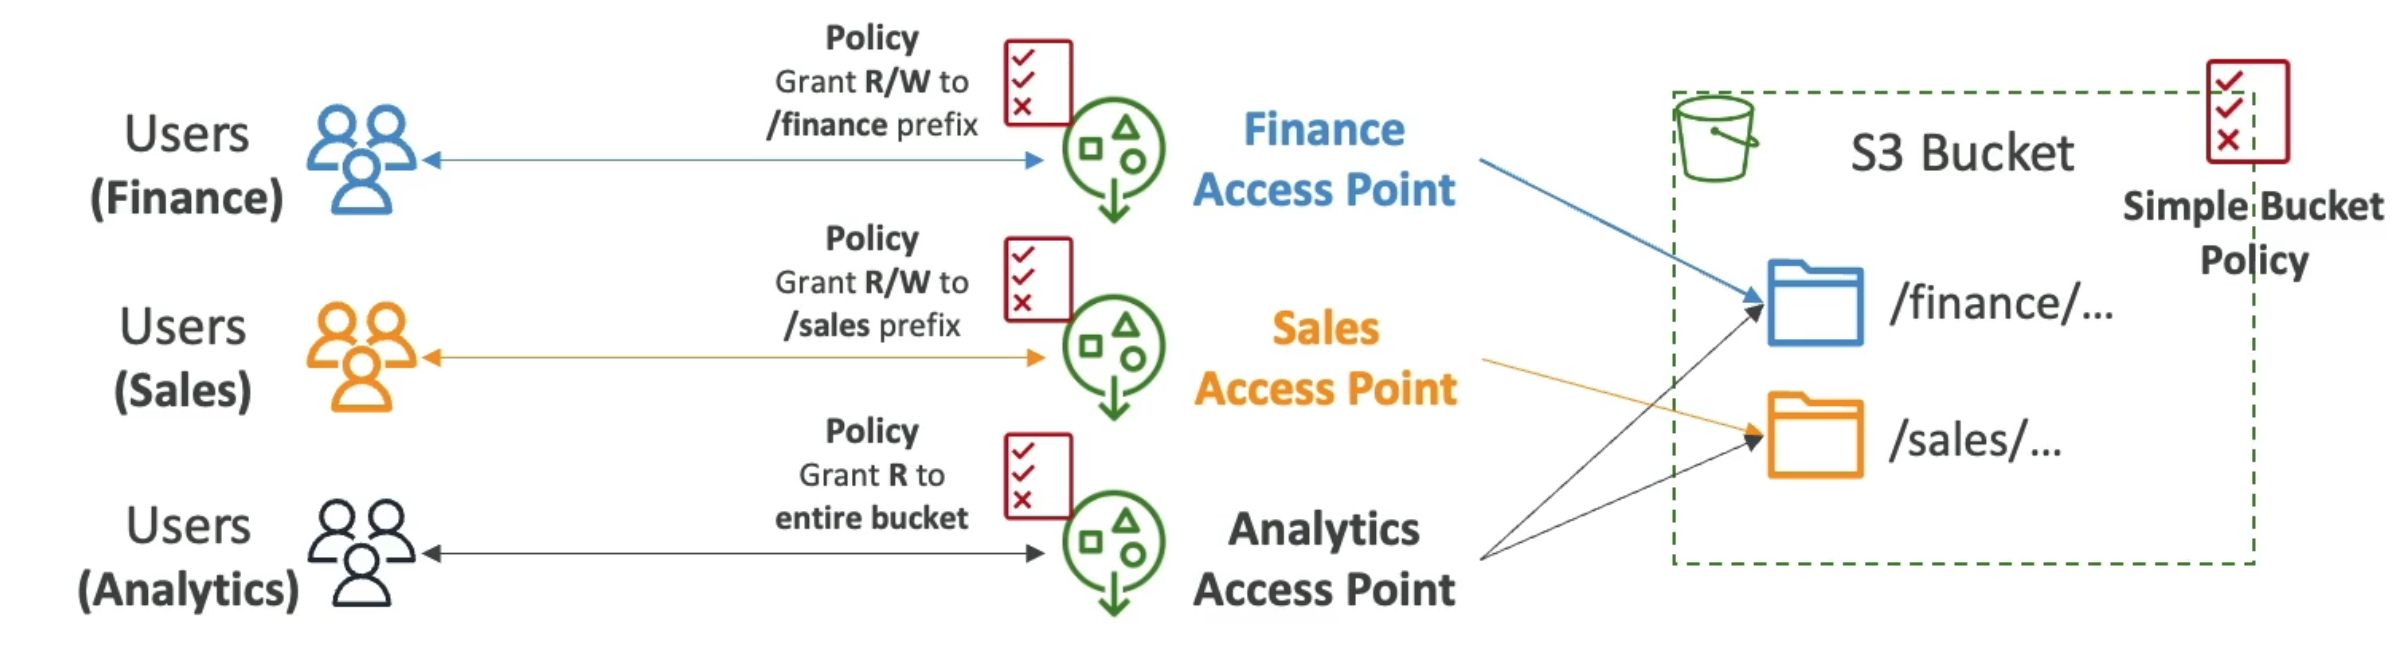 Users
(Finance)
Policy
Grant R/W to
/finance prefix
Finance
Access Point
Users
(Sales)
Policy
Grant R/W to
/sales prefix
Sales
Access Point
Users
(Analytics)
Policy
Grant R to
entire bucket
Analytics
Access Point
S3 Bucket
Simple Bucket
Policy
/finance/...
/sales/...